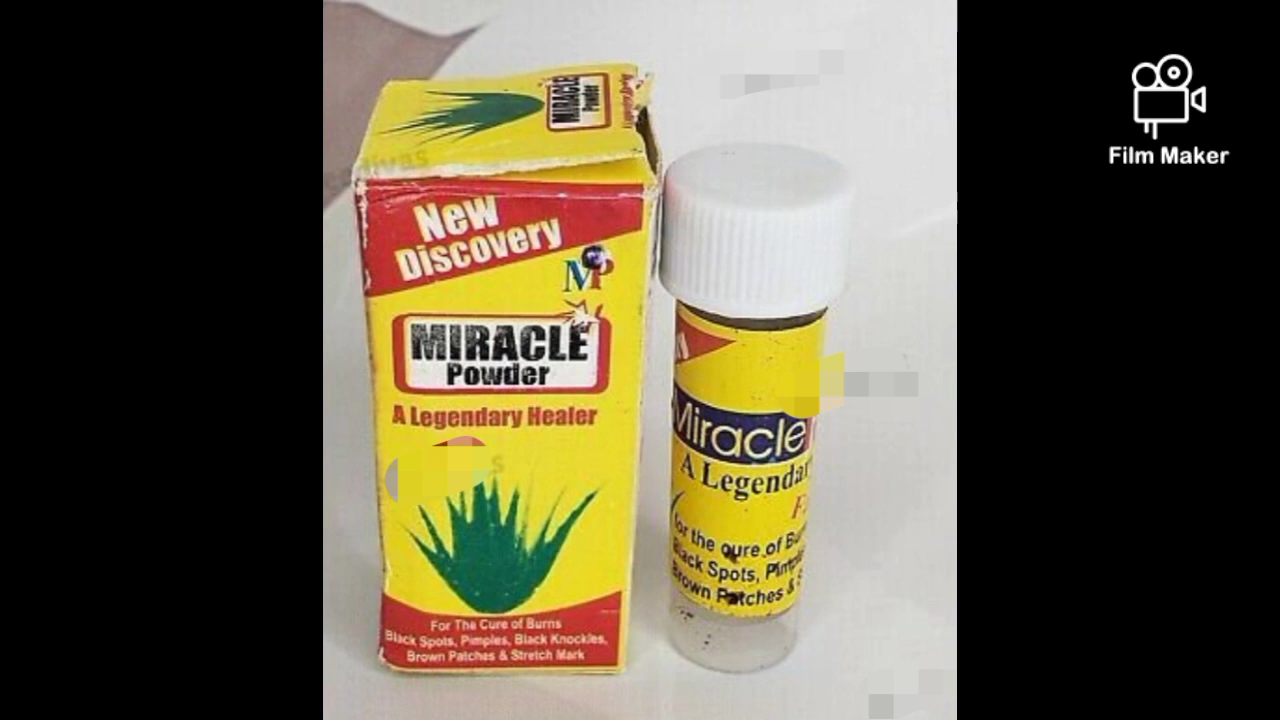 Film Maker
MIRACLE
Powder
New
Discovery
MP
MIRACLE
Powder
A Legendary Healer
For The Cure of Burns
Black Spots, Pimples, Black Knockles,
Brown Patches & Stretch Mark
Miracle
A Legendar
for the cure of Bu
Black Spots, Pimple
Brown Patches &